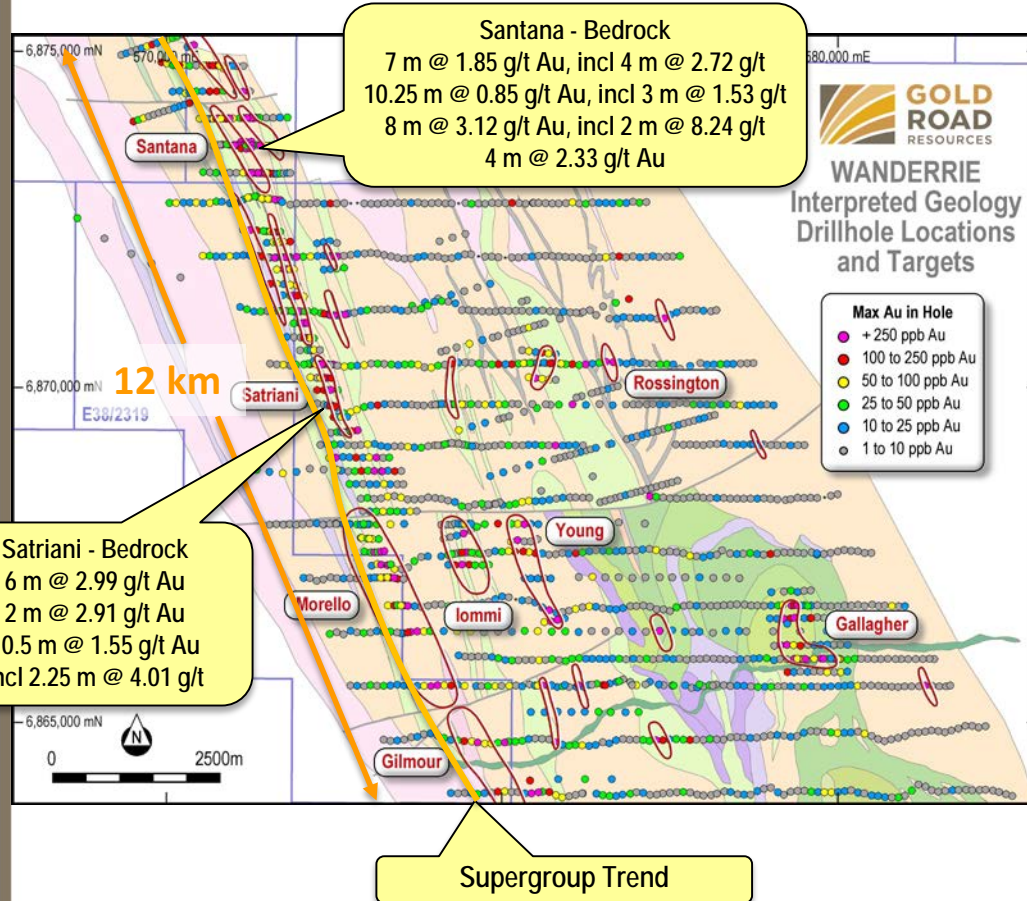 Santana - Bedrock
7 m @ 1.85 g/t Au, incl 4 m @ 2.72 g/t
10.25 m @ 0.85 g/t Au, incl 3 m @ 1.53 g/t
8 m @ 3.12 g/t Au, incl 2 m @ 8.24 g/t
4 m @ 2.33 g/t Au
6,875,000 mN
570,000 mE
580,000 mE
GOLD
ROAD
RESOURCES
WANDERRIE
Interpreted Geology
Drillhole Locations
and Targets
Max Au in Hole
+ 250 ppb Au
100 to 250 ppb Au
50 to 100 ppb Au
25 to 50 ppb Au
10 to 25 ppb Au
1 to 10 ppb Au
Santana
6,870,000 mN
12 km
E38/2319
Satriani
Rossington
Satriani - Bedrock
6 m @ 2.99 g/t Au
2 m @ 2.91 g/t Au
0.5 m @ 1.55 g/t Au
ncl 2.25 m @ 4.01 g/t
Young
Morello
Iommi
Gallagher
6,865,000 mN
N
0 2500m
Gilmour
Supergroup Trend